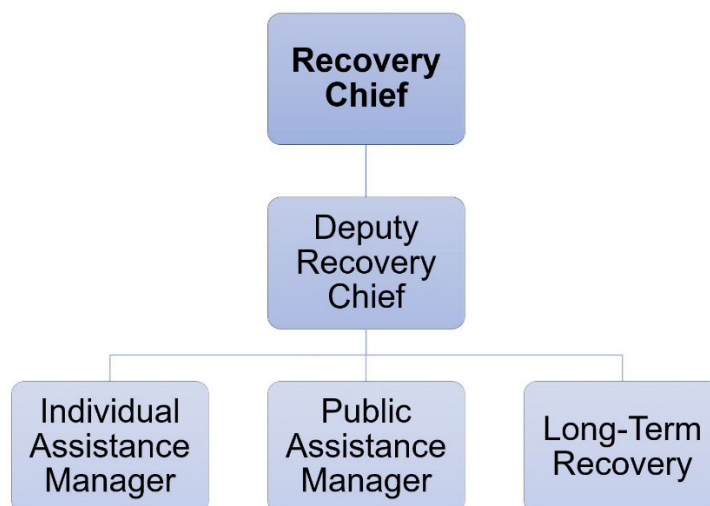 Recovery
Chief
Deputy
Recovery
Chief
Individual
Assistance
Manager
Public
Assistance
Manager
Long-Term
Recovery